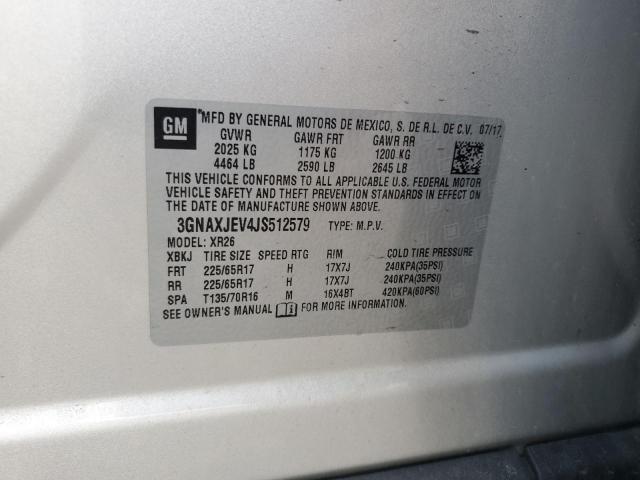 GM
MFD BY GENERAL MOTORS DE MEXICO, S. DE R.L. DE C.V. 07/17
GVWR GAWR FRT GAWR RR
2025 KG 1175 KG 1200 KG
4464 LB 2590 LB 2645 LB
THIS VEHICLE CONFORMS TO ALL APPLICABLE U.S. FEDERAL MOTOR
VEHICLE SAFETY AND THEFT PREVENTION STANDARDS IN EFFECT ON
THE DATE OF MANUFACTURE SHOWN ABOVE.
3GNAXJEV4JS512579 TYPE: M.P.V.
MODEL: XR26
XBKJ TIRE SIZE SPEED RTG RIM COLD TIRE PRESSURE
FRT 225/65R17 H 17X7J 240KPA(35PSI)
RR 225/65R17 H 17X7J 240KPA(35PSI)
SPA T135/70R16 M 16X4BT 420KPA(60PSI)
SEE OWNER'S MANUAL FOR MORE INFORMATION.